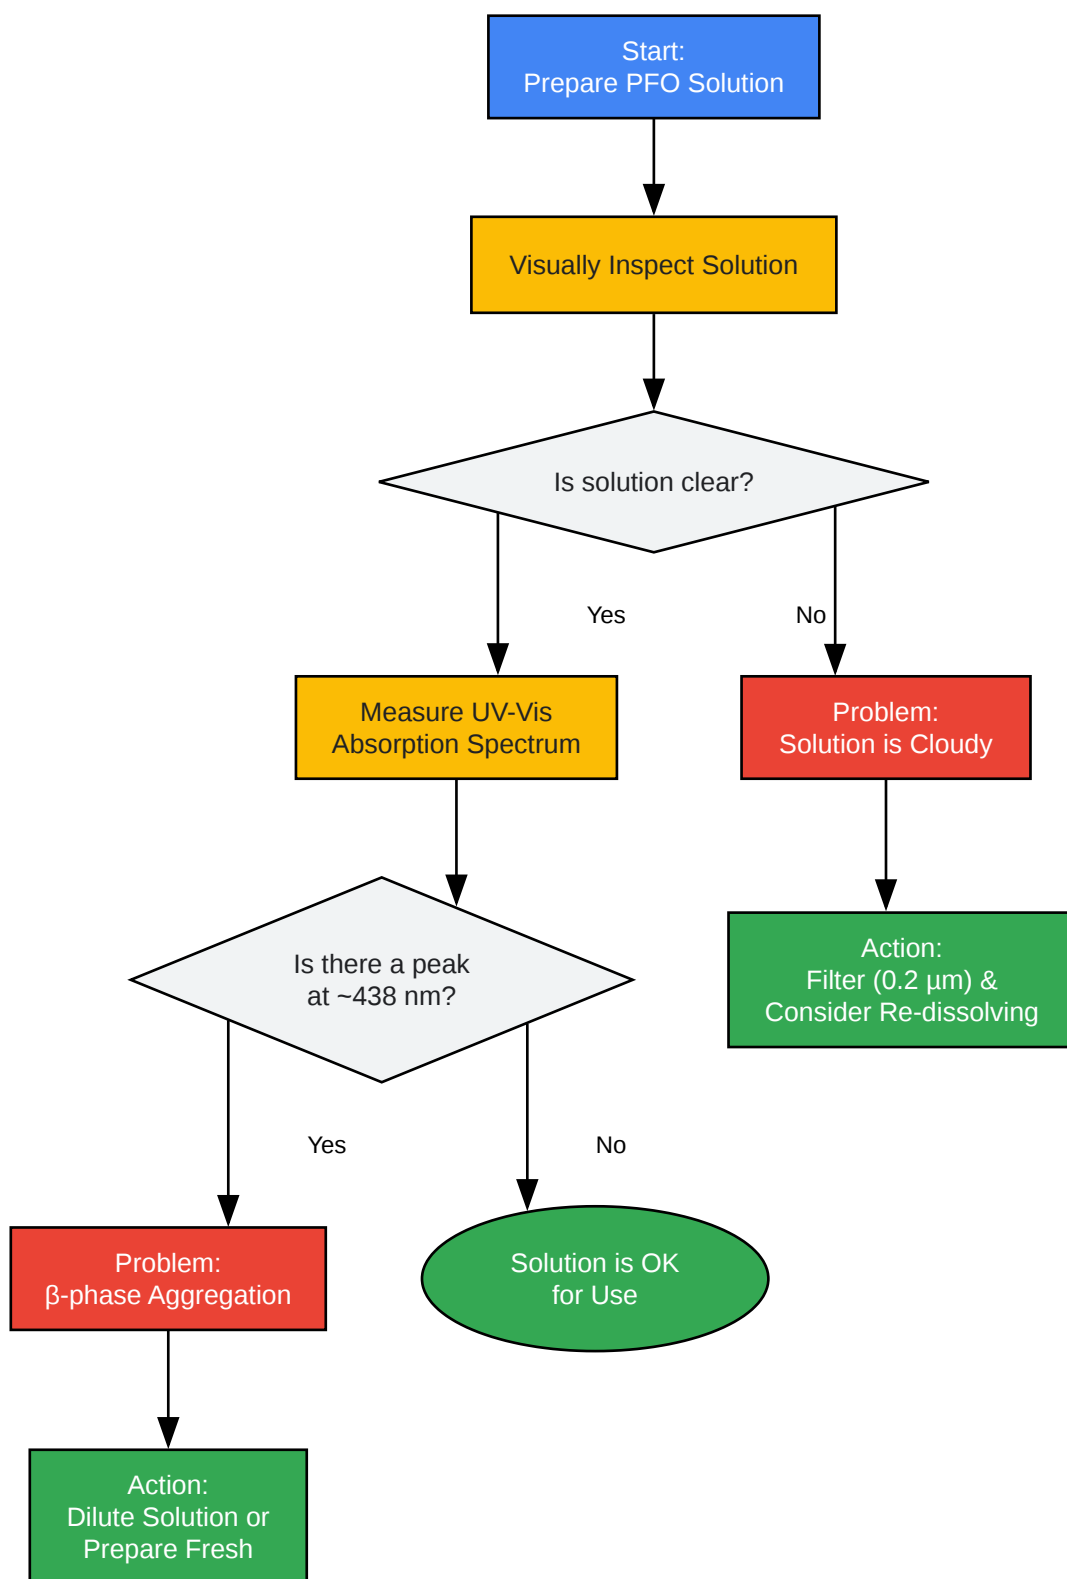 Start:
Prepare PFO Solution
Visually Inspect Solution
Is solution clear?
Yes
No
Measure UV-Vis
Absorption Spectrum
Problem:
Solution is Cloudy
Is there a peak
at ~438 nm?
Action:
Filter (0.2 µm) &
Consider Re-dissolving
Yes
No
Problem:
β-phase Aggregation
Solution is OK
for Use
Action:
Dilute Solution or
Prepare Fresh